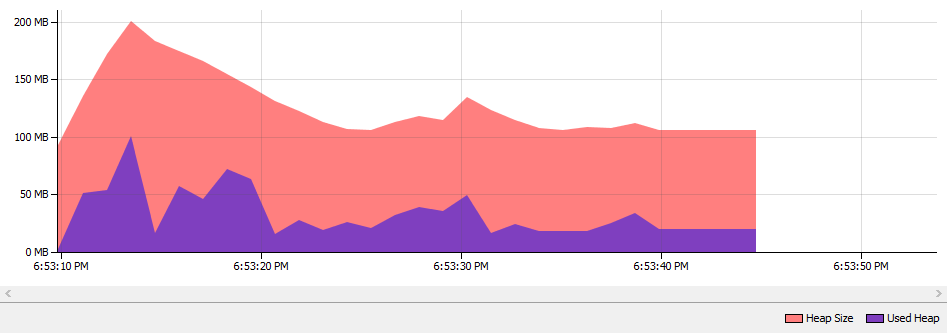 200 MB
150 MB
100 MB
50 MB
0 MB
6:53:10 PM 6:53:20 PM 6:53:30 PM 6:53:40 PM 6:53:50 PM
Heap Size Used Heap